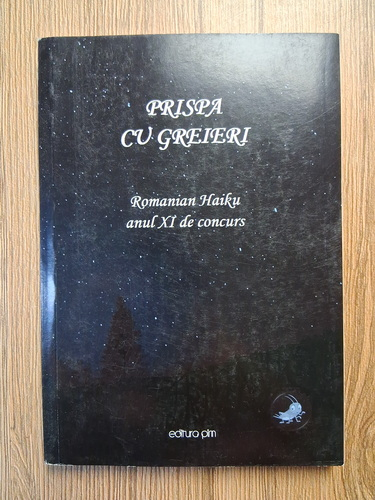 PRISPA
CU GREIERI
Romanian Haiku
anul XI de concurs
editura pim